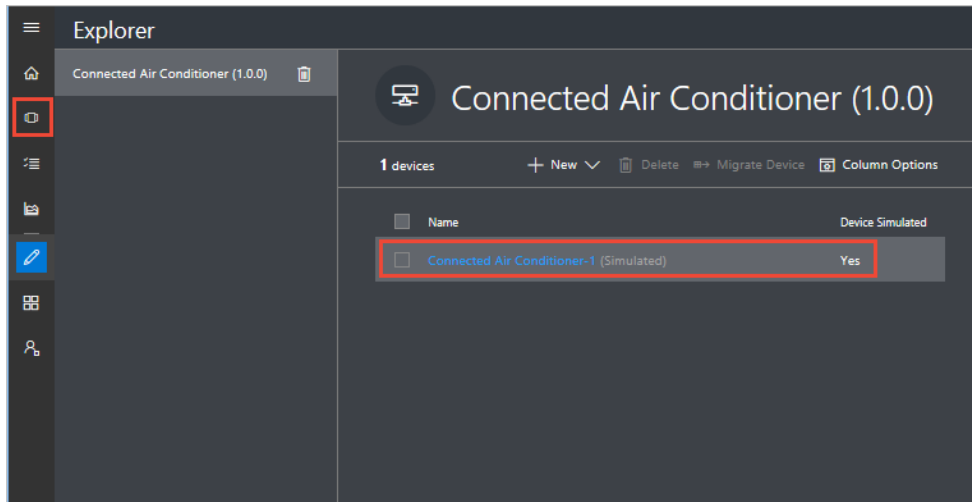 Explorer
Connected Air Conditioner (1.0.0)
Connected Air Conditioner (1.0.0)
1 devices New Delete Migrate Device Column Options
Name Device Simulated
Connected Air Conditioner-1 (Simulated) Yes